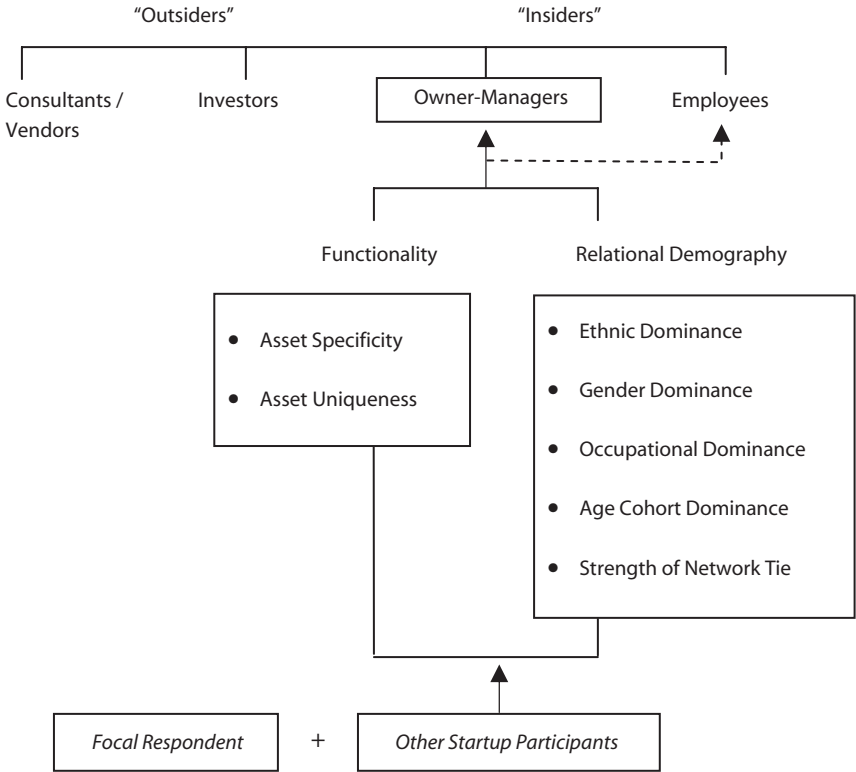 “Outsiders” “Insiders”
Consultants / Vendors
Investors
Owner-Managers
Employees
Functionality
Relational Demography
• Asset Specificity
• Asset Uniqueness
• Ethnic Dominance
• Gender Dominance
• Occupational Dominance
• Age Cohort Dominance
• Strength of Network Tie
Focal Respondent + Other Startup Participants